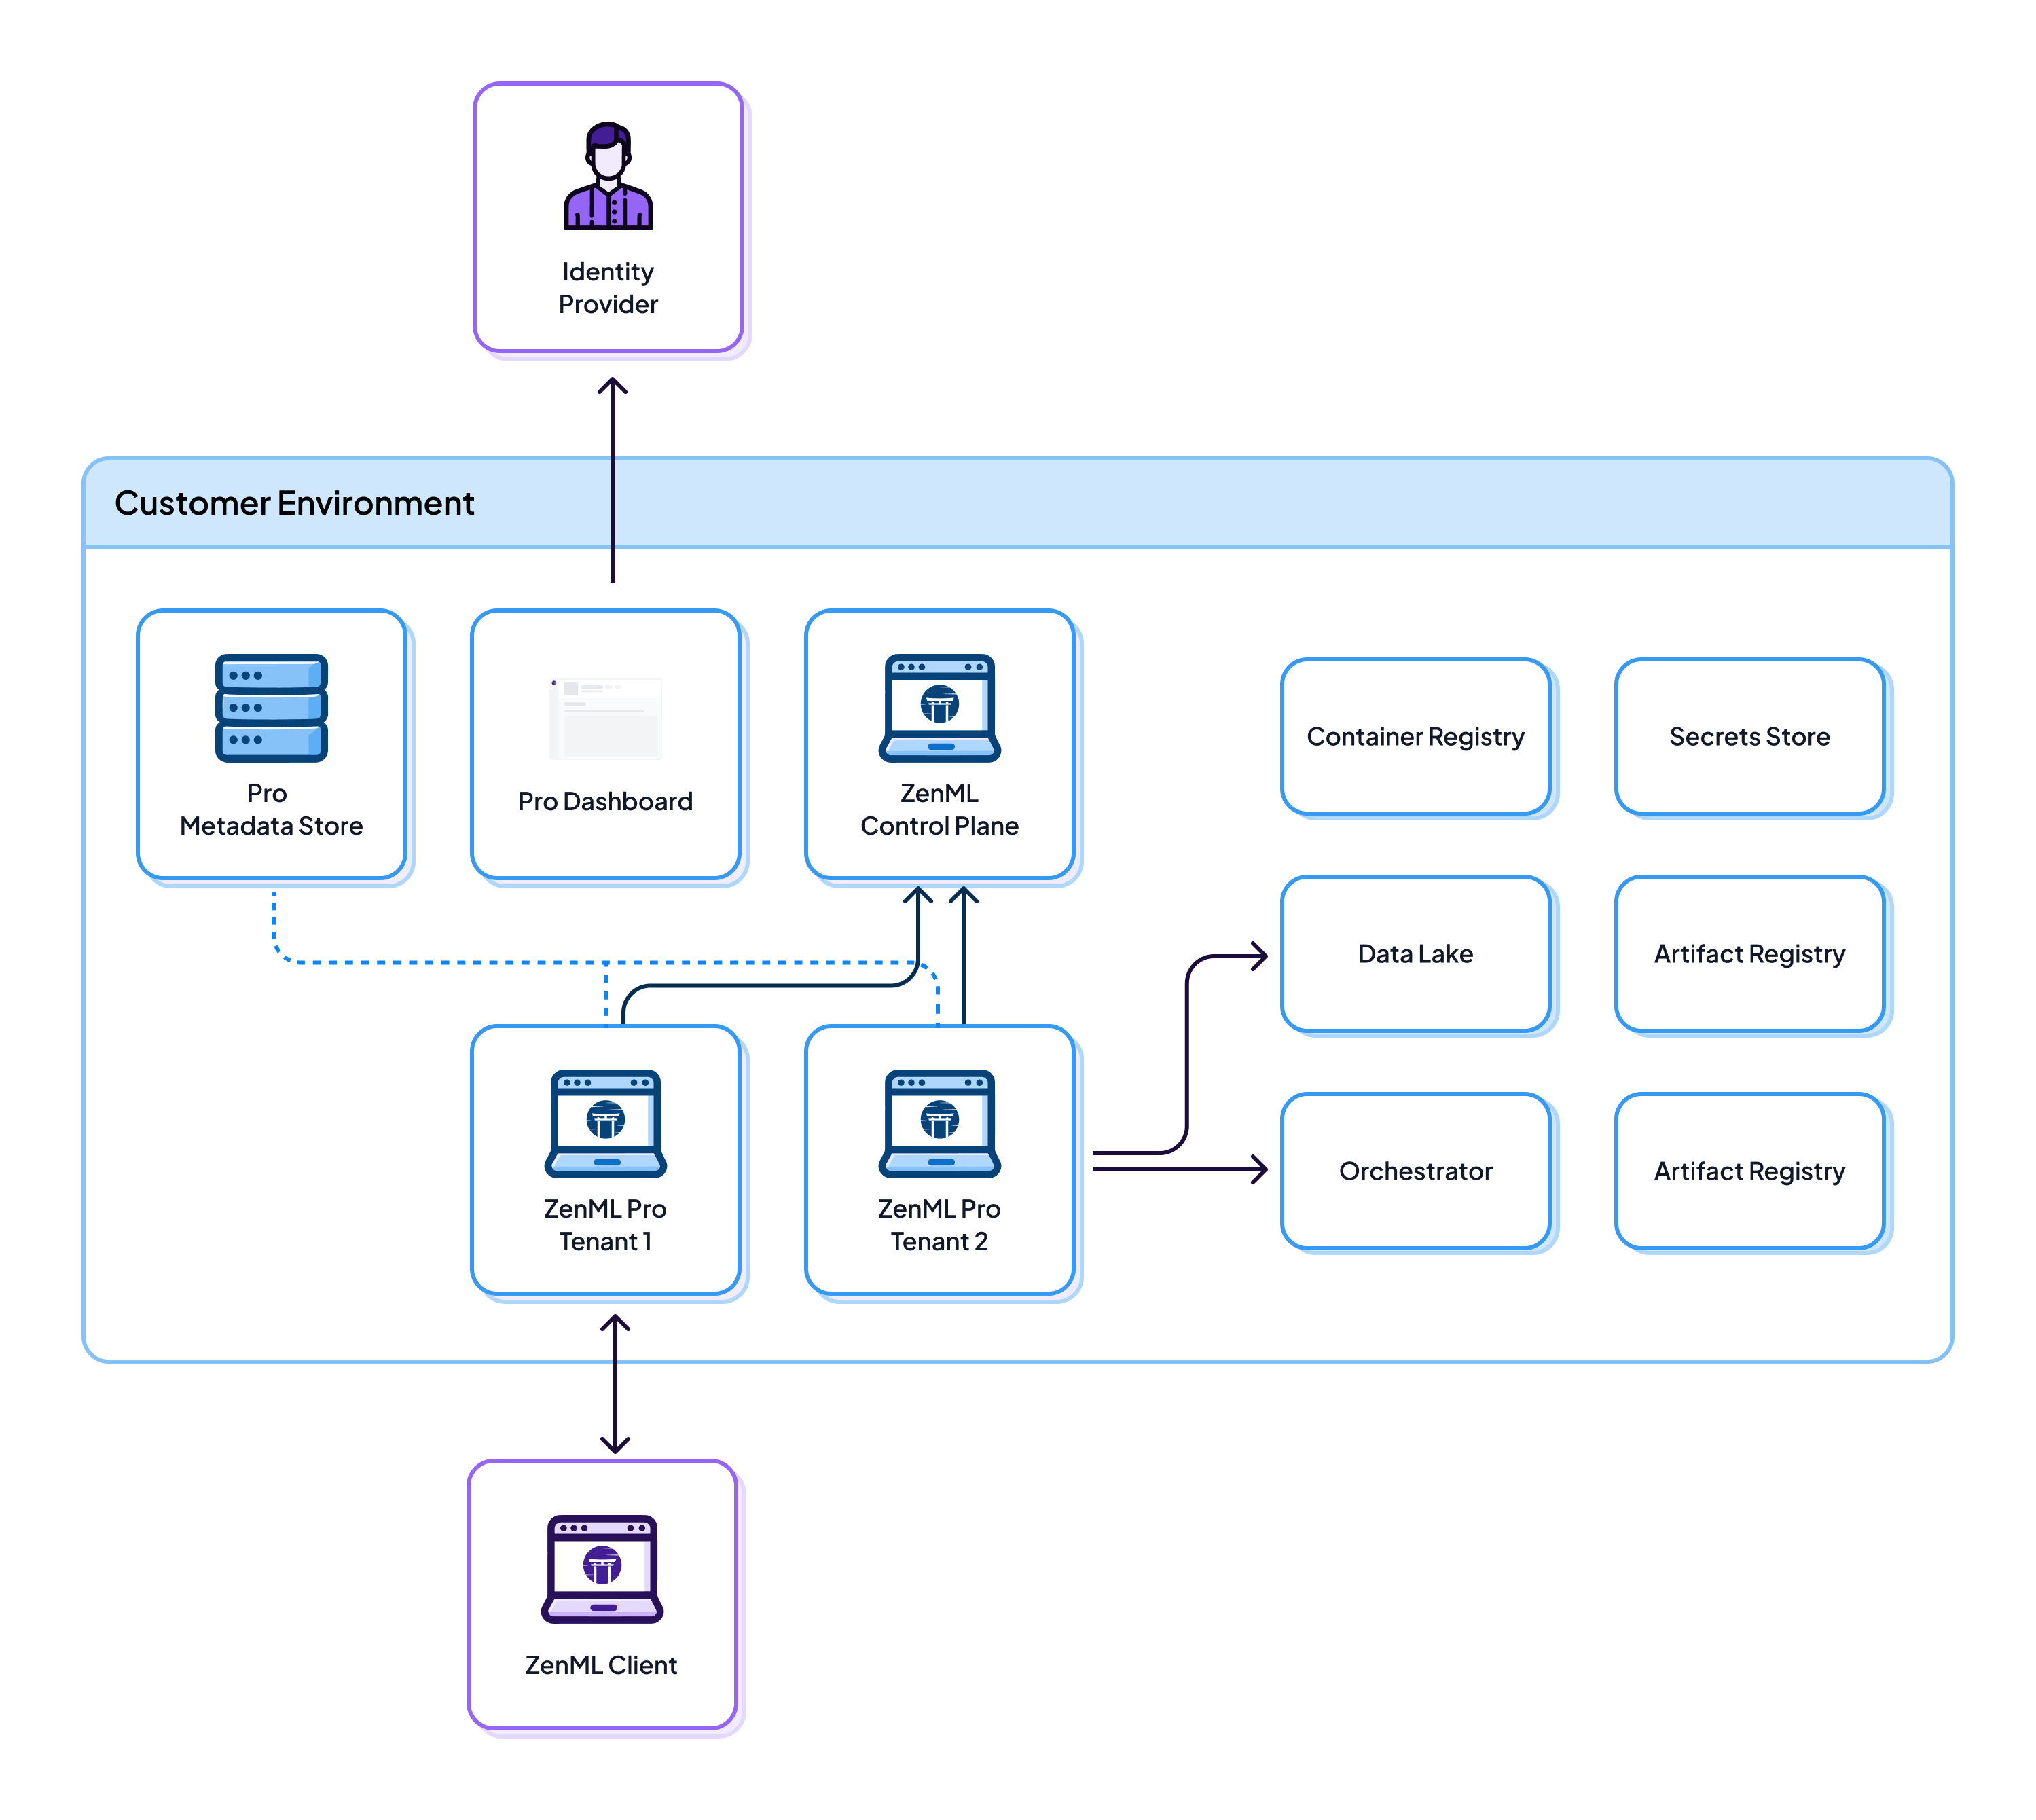 Identity
Provider
Customer Environment
Pro
Metadata Store
Pro Dashboard
ZenML
Control Plane
Container Registry
Secrets Store
Data Lake
Artifact Registry
ZenML Pro
Tenant 1
ZenML Pro
Tenant 2
Orchestrator
Artifact Registry
ZenML Client